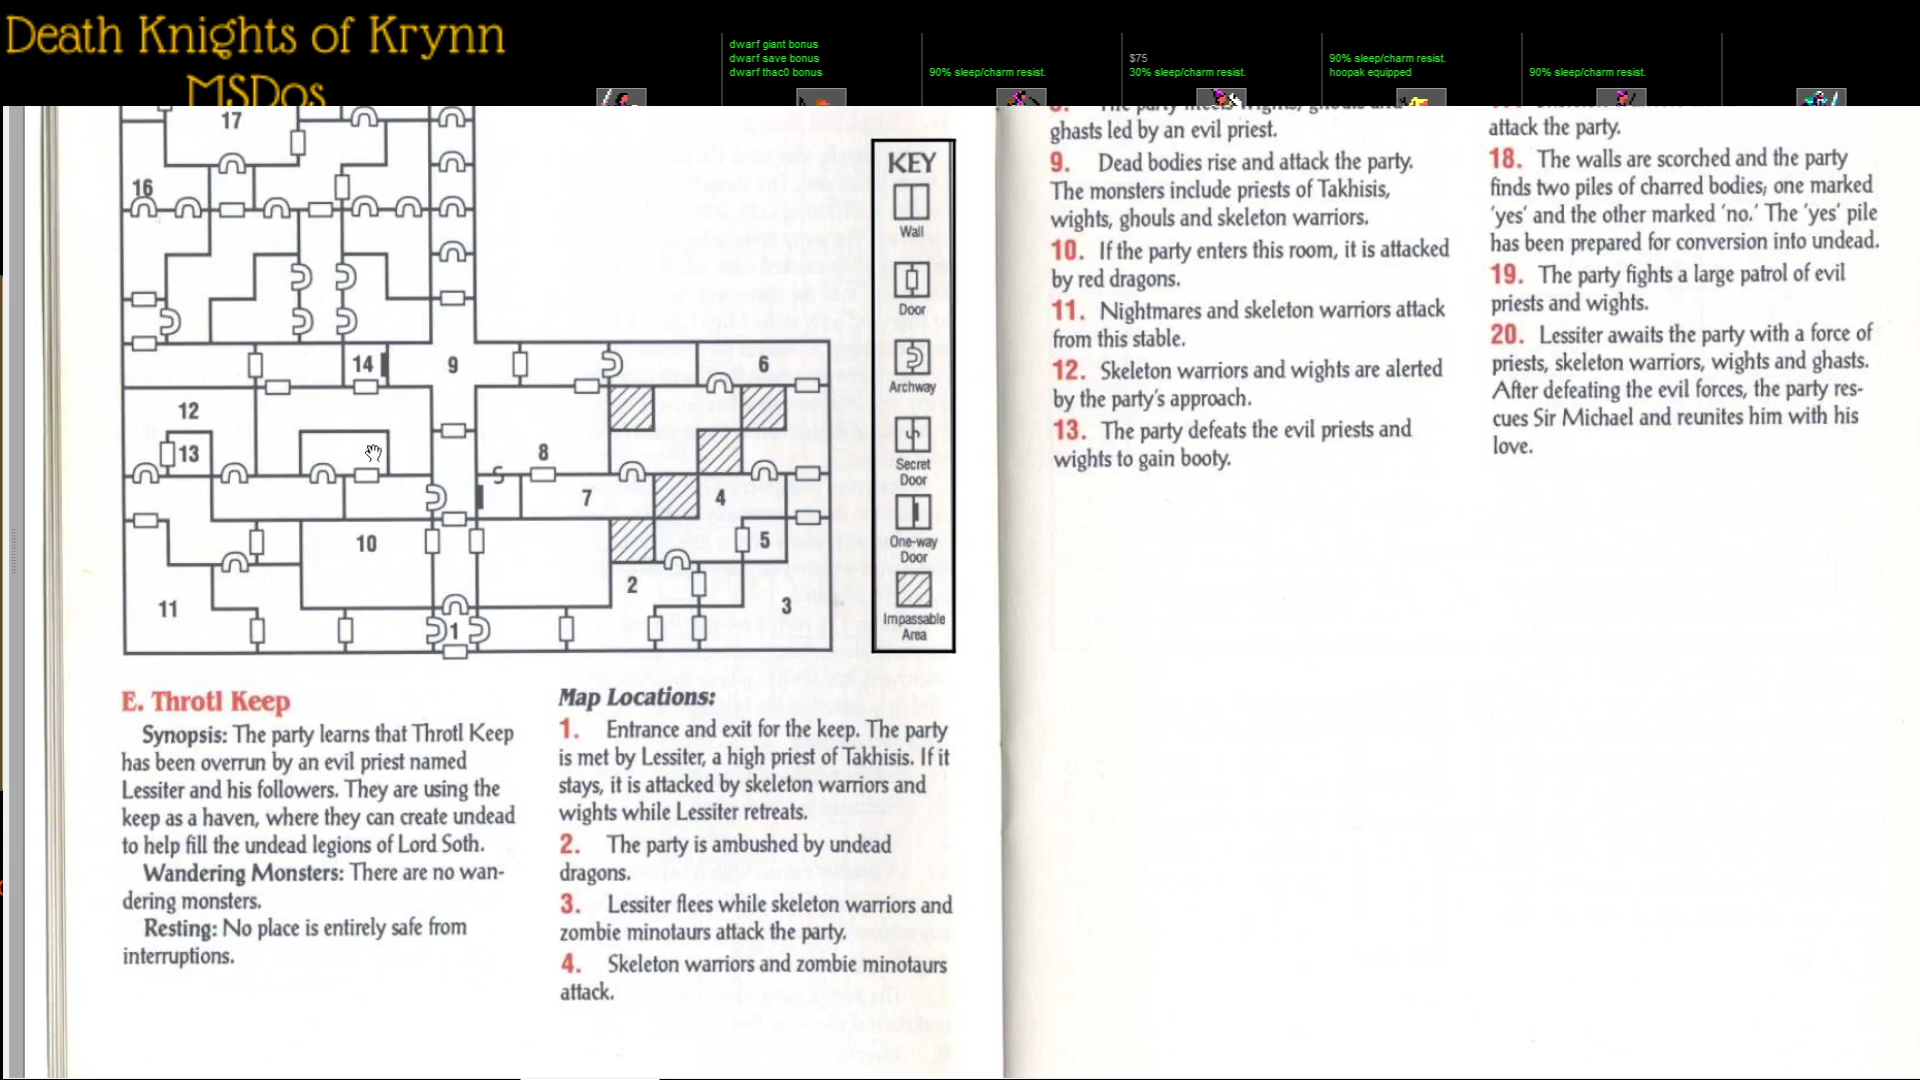 Death Knights of Krynn
MSDos
dwarf giant bonus
dwarf save bonus
dwarf thac0 bonus
90% sleep/charm resist.
$75
30% sleep/charm resist.
90% sleep/charm resist.
hoopak equipped
90% sleep/charm resist.
17
16
14
9
6
12
13
8
7
4
10
5
2
11
1
3
KEY
Wall
Door
Archway
S
Secret
Door
One-way
Door
Impassable
Area
E. Throtl Keep
Synopsis: The party learns that Throtl Keep
has been overrun by an evil priest named
Lessiter and his followers. They are using the
keep as a haven, where they can create undead
to help fill the undead legions of Lord Soth.
Wandering Monsters: There are no wan-
dering monsters.
Resting: No place is entirely safe from
interruptions.
Map Locations:
1. Entrance and exit for the keep. The party
is met by Lessiter, a high priest of Takhisis. If it
stays, it is attacked by skeleton warriors and
wights while Lessiter retreats.
2. The party is ambushed by undead
dragons.
3. Lessiter flees while skeleton warriors and
zombie minotaurs attack the party.
4. Skeleton warriors and zombie minotaurs
attack.
The party meets wights, ghouls and
ghasts led by an evil priest.
9. Dead bodies rise and attack the party.
The monsters include priests of Takhisis,
wights, ghouls and skeleton warriors.
10. If the party enters this room, it is attacked
by red dragons.
11. Nightmares and skeleton warriors attack
from this stable.
12. Skeleton warriors and wights are alerted
by the party's approach.
13. The party defeats the evil priests and
wights to gain booty.
attack the party.
18. The walls are scorched and the party
finds two piles of charred bodies; one marked
'yes' and the other marked 'no.' The 'yes' pile
has been prepared for conversion into undead.
19. The party fights a large patrol of evil
priests and wights.
20. Lessiter awaits the party with a force of
priests, skeleton warriors, wights and ghasts.
After defeating the evil forces, the party res-
cues Sir Michael and reunites him with his
love.